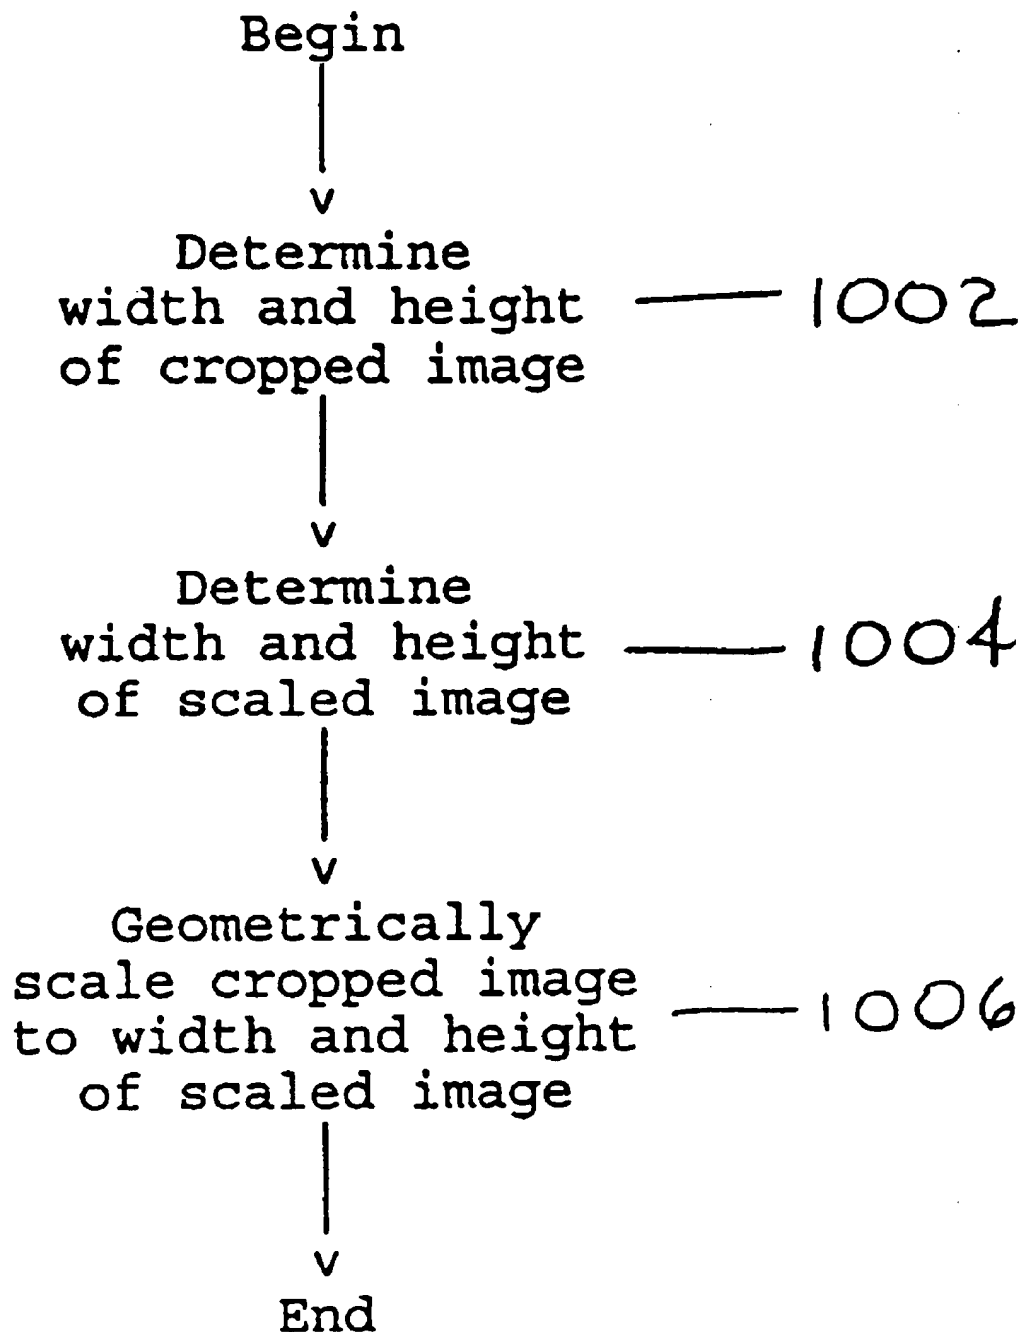 Begin
Determine
width and height
of cropped image
1002
Determine
width and height
of scaled image
1004
Geometrically
scale cropped image
to width and height
of scaled image
1006
End